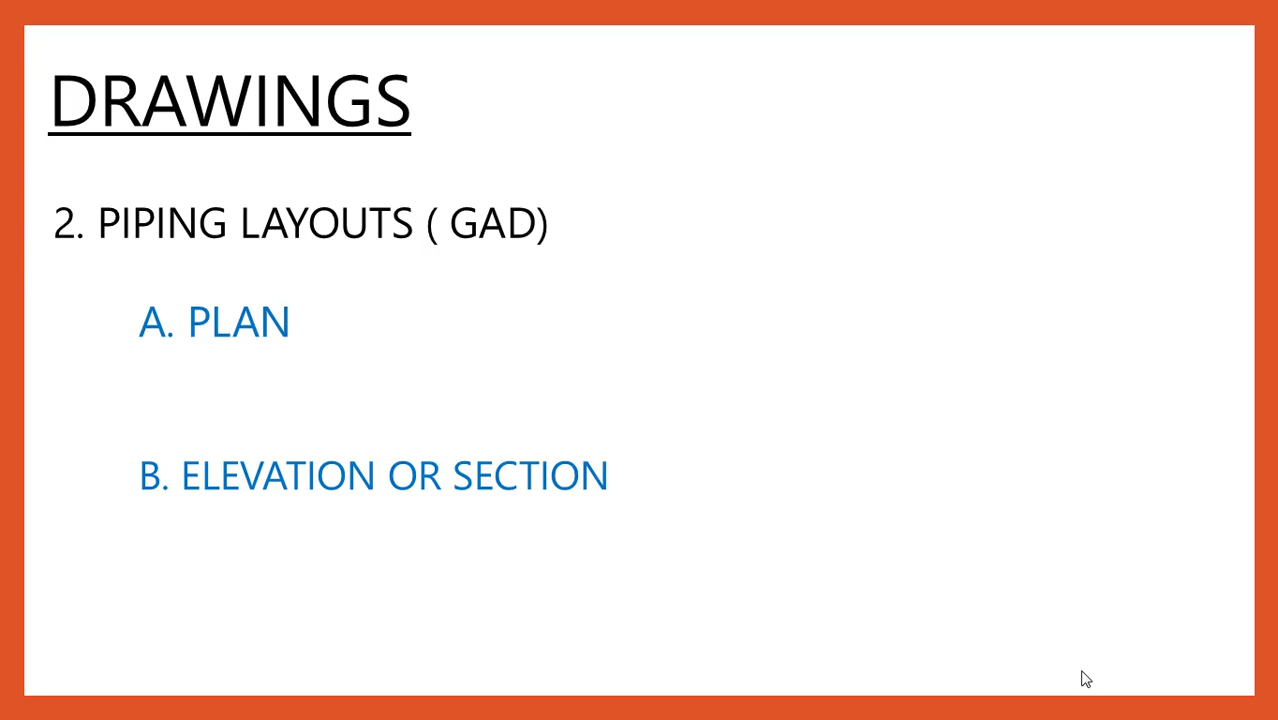 DRAWINGS
2. PIPING LAYOUTS ( GAD)
A. PLAN
B. ELEVATION OR SECTION